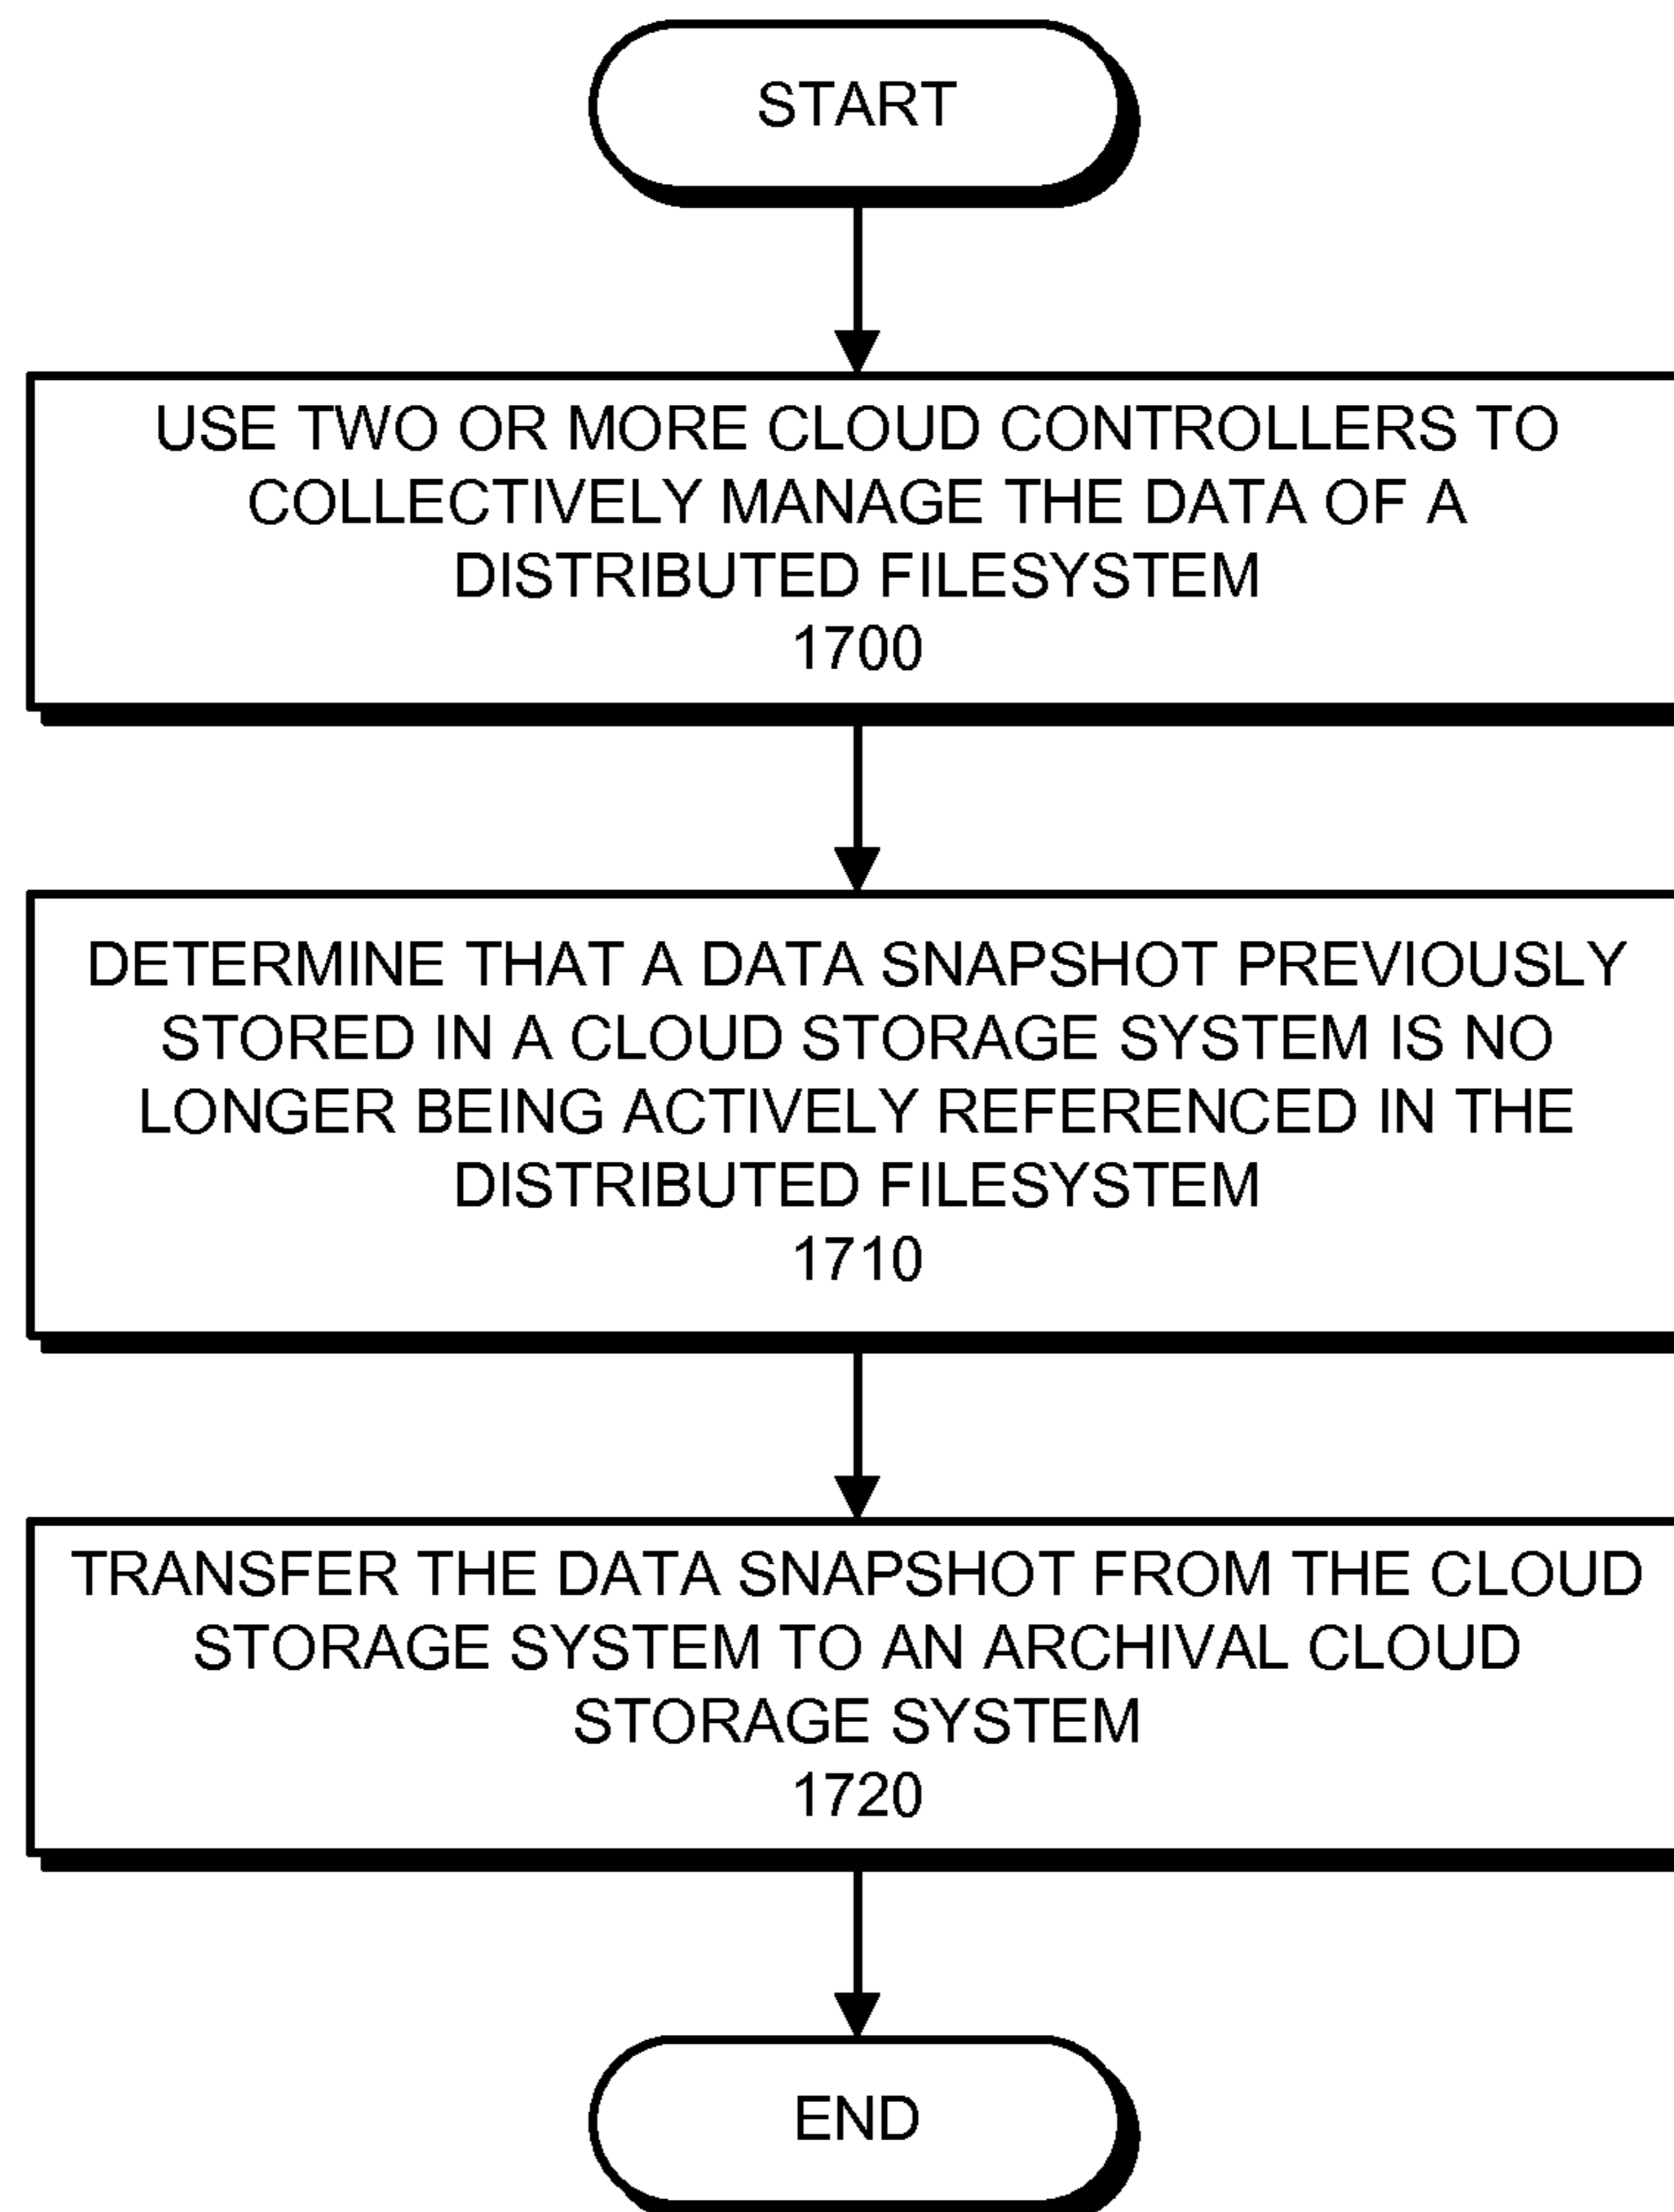 START
USE TWO OR MORE CLOUD CONTROLLERS TO
COLLECTIVELY MANAGE THE DATA OF A
DISTRIBUTED FILESYSTEM
1700
DETERMINE THAT A DATA SNAPSHOT PREVIOUSLY
STORED IN A CLOUD STORAGE SYSTEM IS NO
LONGER BEING ACTIVELY REFERENCED IN THE
DISTRIBUTED FILESYSTEM
1710
TRANSFER THE DATA SNAPSHOT FROM THE CLOUD
STORAGE SYSTEM TO AN ARCHIVAL CLOUD
STORAGE SYSTEM
1720
END